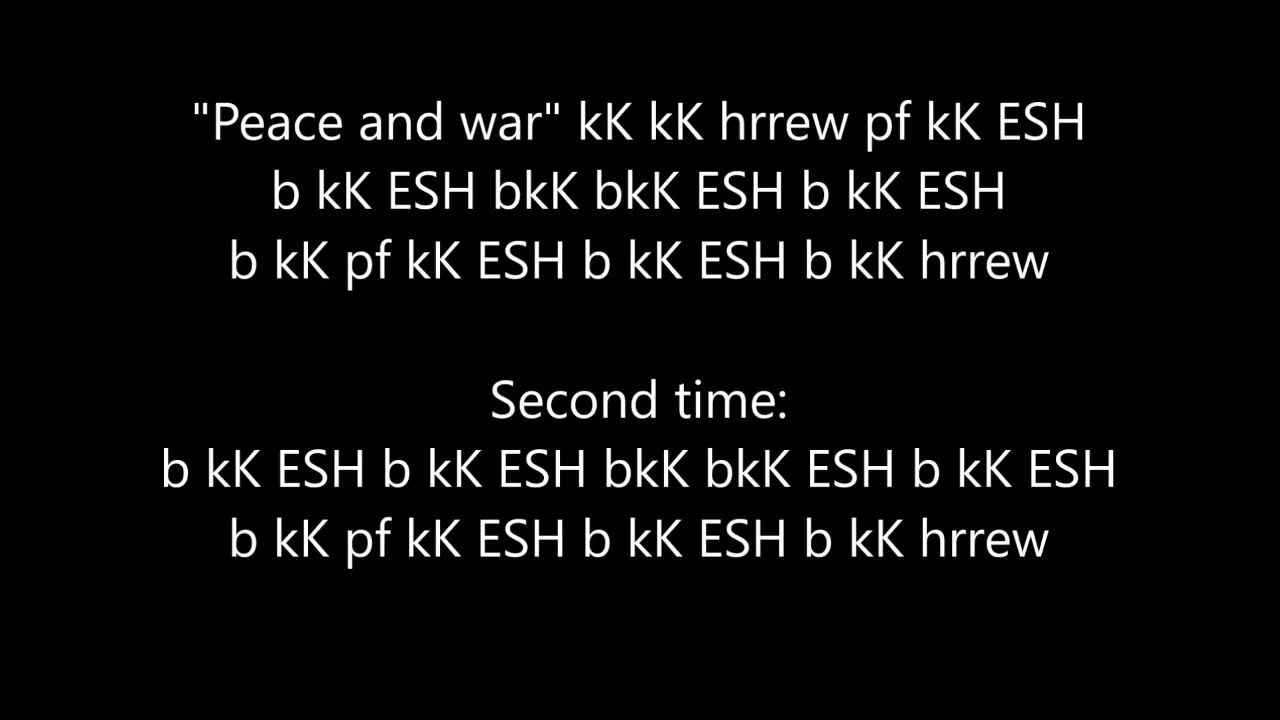 "Peace and war" kK kK hrrew pf kK ESH
b kK ESH bkK bkK ESH b kK ESH
b kK pf kK ESH b kK ESH b kK hrrew
Second time:
b kK ESH b kK ESH bkK bkK ESH b kK ESH
b kK pf kK ESH b kK ESH b kK hrrew